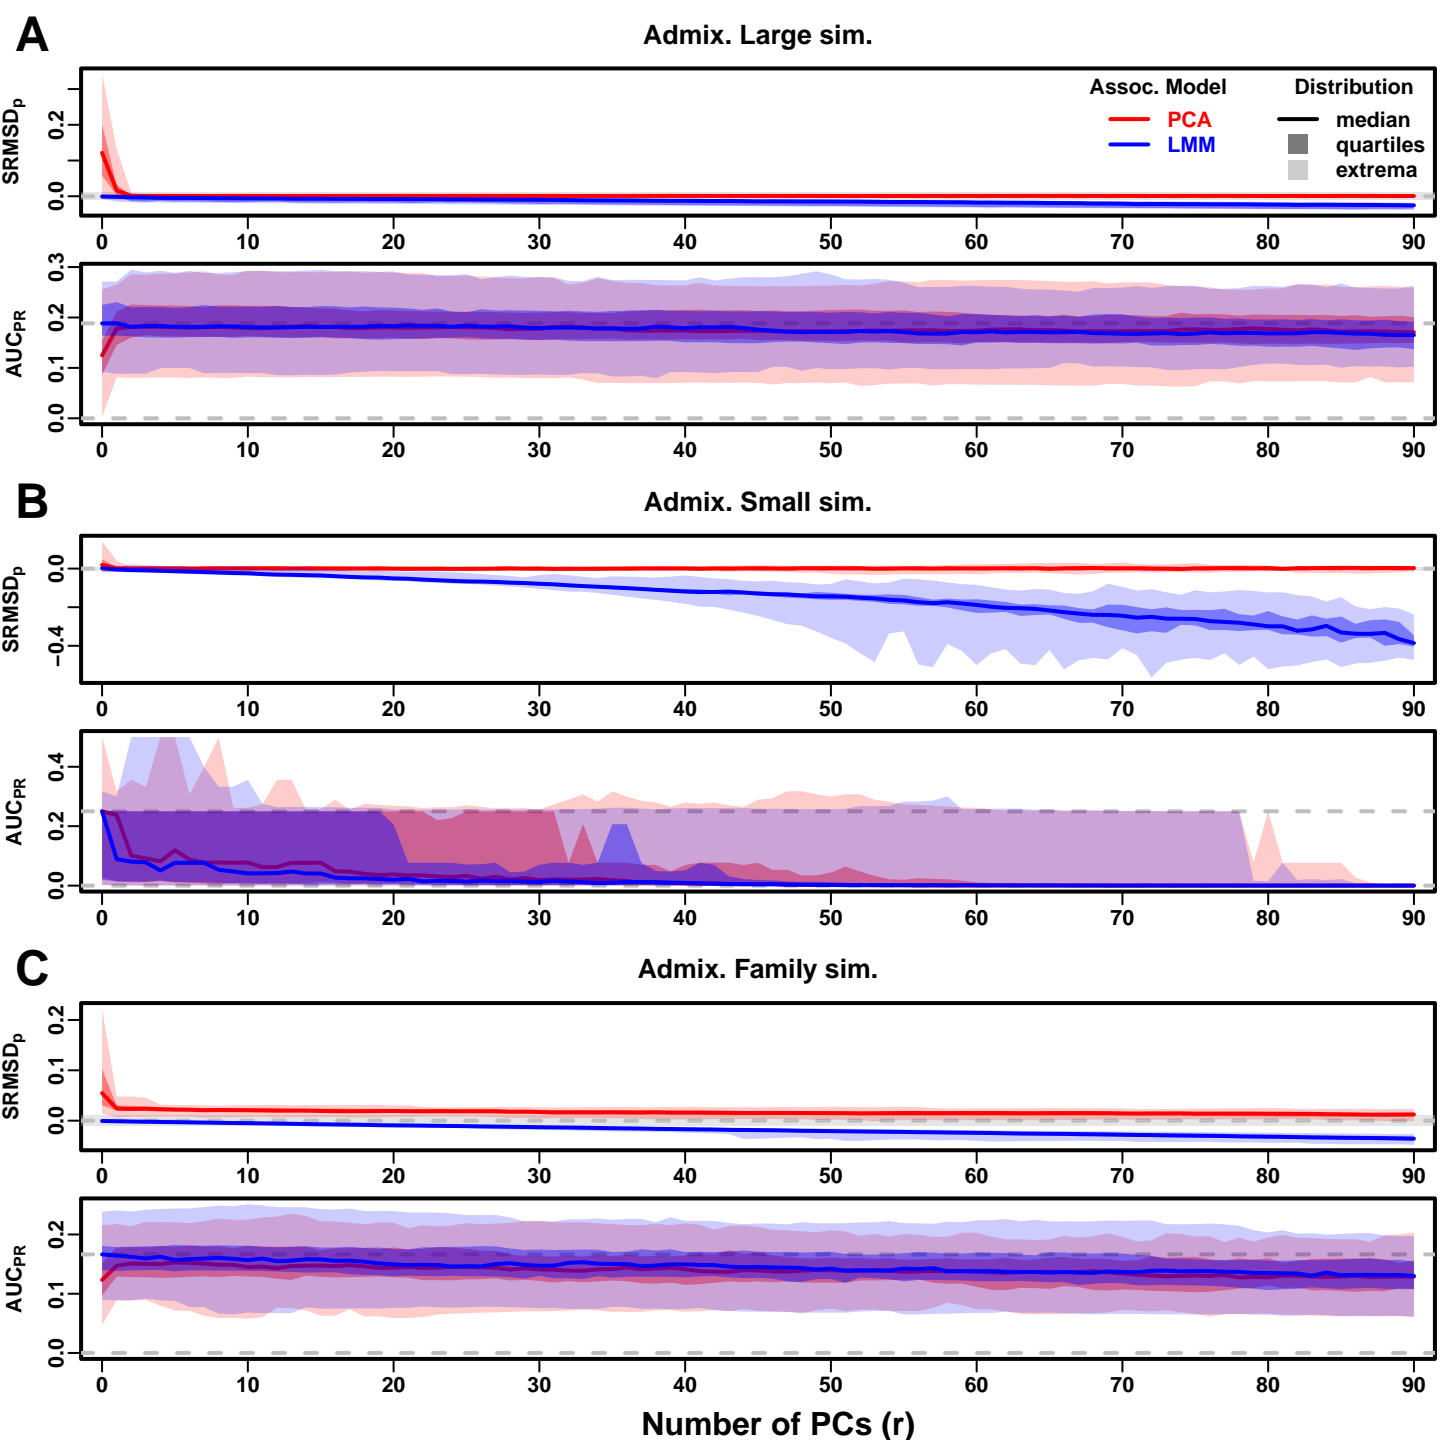 A
Admix. Large sim.
SRMSDp
0.0 0.2
Assoc. Model
PCA
LMM
Distribution
median
quartiles
extrema
0 10 20 30 40 50 60 70 80 90
AUCPR
0.0 0.1 0.2 0.3
0 10 20 30 40 50 60 70 80 90
B
Admix. Small sim.
SRMSDp
−0.4 0.0
0 10 20 30 40 50 60 70 80 90
AUCPR
0.0 0.2 0.4
0 10 20 30 40 50 60 70 80 90
C
Admix. Family sim.
SRMSDp
0.0 0.1 0.2
0 10 20 30 40 50 60 70 80 90
AUCPR
0.0 0.1 0.2
0 10 20 30 40 50 60 70 80 90
Number of PCs (r)